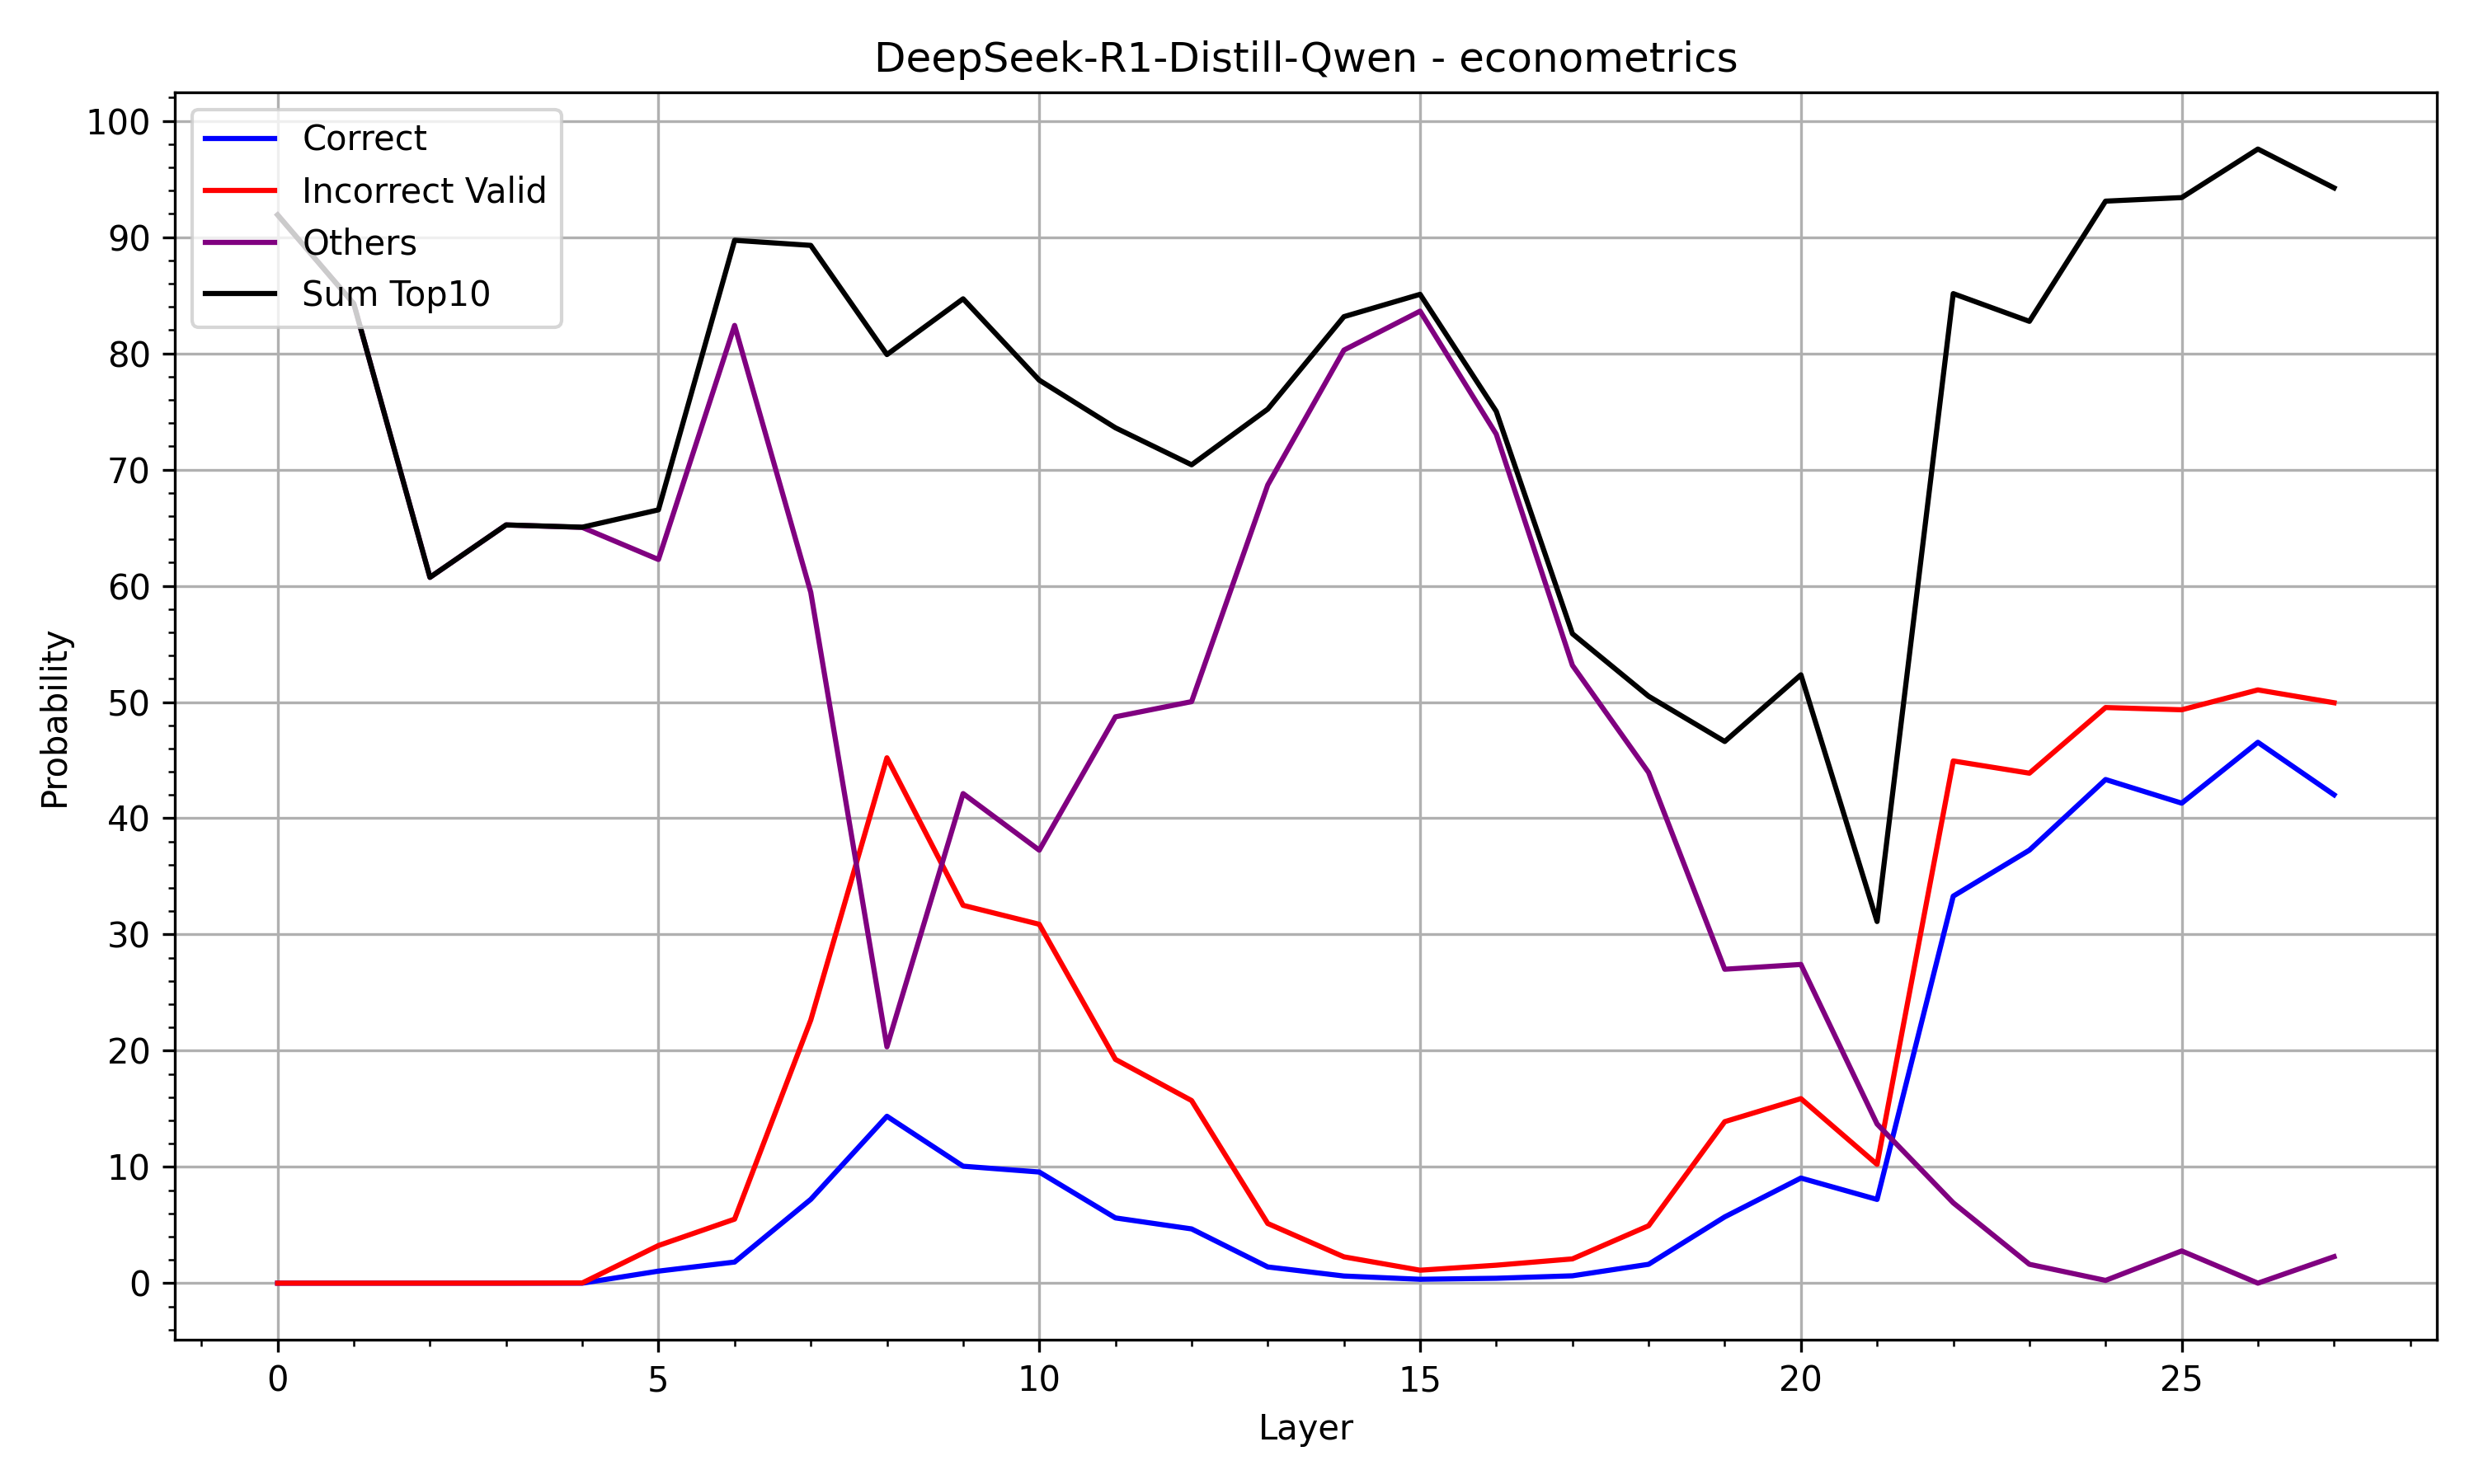 DeepSeek-R1-Distill-Qwen - econometrics
Correct
Incorrect Valid
Others
Sum Top10
100
90
80
70
60
50
40
30
20
10
0
Probability
0 5 10 15 20 25
Layer